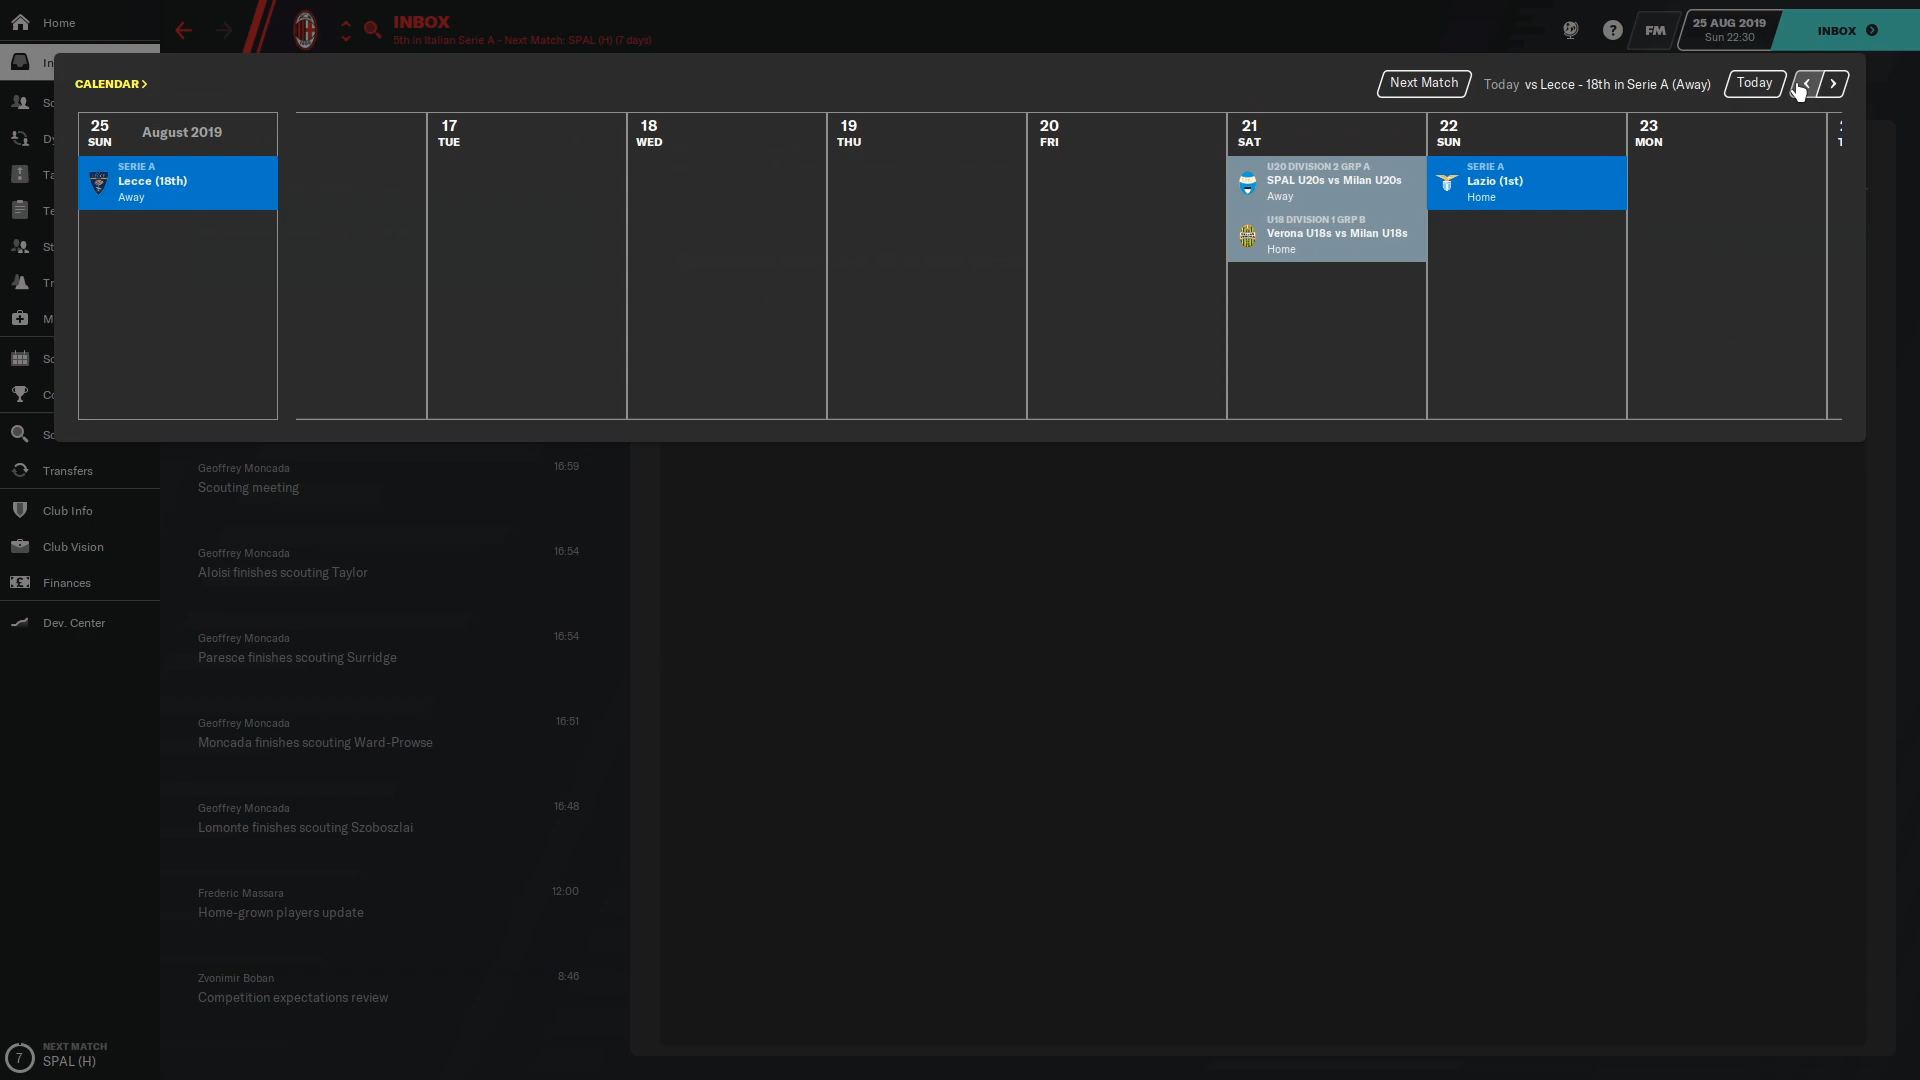 Home
INBOX
5th in Italian Serie A - Next Match: SPAL (H) (7 days)
FM
25 AUG 2019
Sun 22:30
INBOX
CALENDAR
Next Match
Today vs Lecce - 18th in Serie A (Away)
Today
25 SUN
August 2019
SERIE A
Lecce (18th)
Away
17 TUE
18 WED
19 THU
20 FRI
21 SAT
U20 DIVISION 2 GRP A
SPAL U20s vs Milan U20s
Away
U18 DIVISION 1 GRP B
Verona U18s vs Milan U18s
Home
22 SUN
SERIE A
Lazio (1st)
Home
23 MON
Transfers
Club Info
Club Vision
Finances
Dev. Center
Geoffrey Moncada 16:59
Scouting meeting
Geoffrey Moncada 16:54
Aloisi finishes scouting Taylor
Geoffrey Moncada 16:54
Paresce finishes scouting Surridge
Geoffrey Moncada 16:51
Moncada finishes scouting Ward-Prowse
Geoffrey Moncada 16:48
Lomonte finishes scouting Szoboszlai
Frederic Massara 12:00
Home-grown players update
Zvonimir Boban 8:46
Competition expectations review
7
NEXT MATCH
SPAL (H)